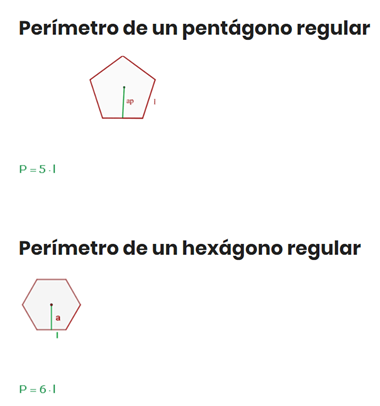 Perímetro de un pentágono regular
ap
l
P = 5 · l
Perímetro de un hexágono regular
a
l
P = 6 · l